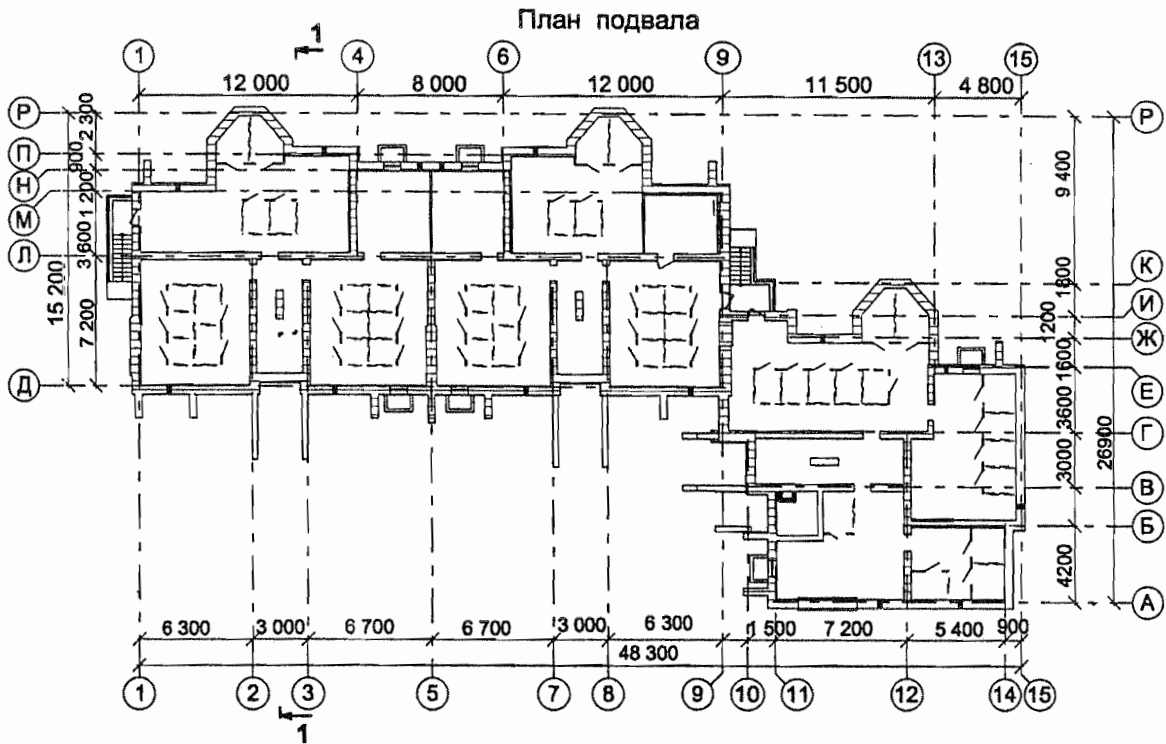 План подвала
1
1 4 6 9 13 15
12 000 8 000 12 000 11 500 4 800
Р 2 300 Р
П 900
Н 1 200 9 400
М
Л 3 600 К
1800 И
15 200 7 200 1200 Ж
1600 Е
Д 3600 Г
3000 26900 В
Б
4200 А
6 300 3 000 6 700 6 700 3 000 6 300 1 500 7 200 5 400 900
48 300
1 2 3 5 7 8 9 10 11 12 14 15
1